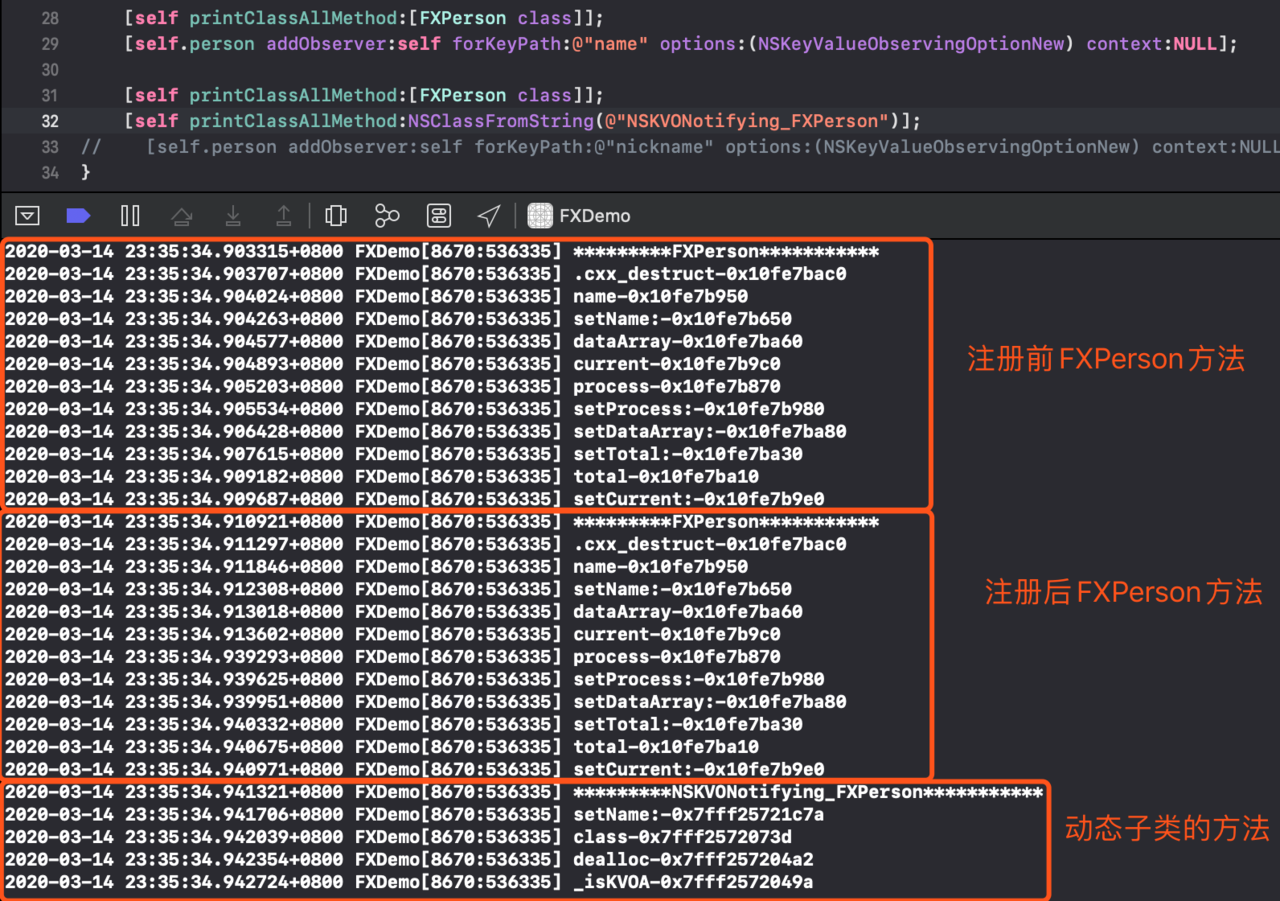 28 [self printClassAllMethod:[FXPerson class]];
29 [self.person addObserver:self forKeyPath:@"name" options:(NSKeyValueObservingOptionNew) context:NULL];
30
31 [self printClassAllMethod:[FXPerson class]];
32 [self printClassAllMethod:NSClassFromString(@"NSKVONotifying_FXPerson")];
33 // [self.person addObserver:self forKeyPath:@"nickname" options:(NSKeyValueObservingOptionNew) context:NULL
34 }
FXDemo
2020-03-14 23:35:34.903315+0800 FXDemo[8670:536335] *********FXPerson***********
2020-03-14 23:35:34.903707+0800 FXDemo[8670:536335] .cxx_destruct-0x10fe7bac0
2020-03-14 23:35:34.904024+0800 FXDemo[8670:536335] name-0x10fe7b950
2020-03-14 23:35:34.904263+0800 FXDemo[8670:536335] setName:-0x10fe7b650
2020-03-14 23:35:34.904577+0800 FXDemo[8670:536335] dataArray-0x10fe7ba60
2020-03-14 23:35:34.904893+0800 FXDemo[8670:536335] current-0x10fe7b9c0
注册前FXPerson方法
2020-03-14 23:35:34.905203+0800 FXDemo[8670:536335] process-0x10fe7b870
2020-03-14 23:35:34.905534+0800 FXDemo[8670:536335] setProcess:-0x10fe7b980
2020-03-14 23:35:34.906428+0800 FXDemo[8670:536335] setDataArray:-0x10fe7ba80
2020-03-14 23:35:34.907615+0800 FXDemo[8670:536335] setTotal:-0x10fe7ba30
2020-03-14 23:35:34.909182+0800 FXDemo[8670:536335] total-0x10fe7ba10
2020-03-14 23:35:34.909687+0800 FXDemo[8670:536335] setCurrent:-0x10fe7b9e0
2020-03-14 23:35:34.910921+0800 FXDemo[8670:536335] *********FXPerson***********
2020-03-14 23:35:34.911297+0800 FXDemo[8670:536335] .cxx_destruct-0x10fe7bac0
2020-03-14 23:35:34.911846+0800 FXDemo[8670:536335] name-0x10fe7b950
2020-03-14 23:35:34.912308+0800 FXDemo[8670:536335] setName:-0x10fe7b650
注册后FXPerson方法
2020-03-14 23:35:34.913018+0800 FXDemo[8670:536335] dataArray-0x10fe7ba60
2020-03-14 23:35:34.913602+0800 FXDemo[8670:536335] current-0x10fe7b9c0
2020-03-14 23:35:34.939293+0800 FXDemo[8670:536335] process-0x10fe7b870
2020-03-14 23:35:34.939625+0800 FXDemo[8670:536335] setProcess:-0x10fe7b980
2020-03-14 23:35:34.939951+0800 FXDemo[8670:536335] setDataArray:-0x10fe7ba80
2020-03-14 23:35:34.940332+0800 FXDemo[8670:536335] setTotal:-0x10fe7ba30
2020-03-14 23:35:34.940675+0800 FXDemo[8670:536335] total-0x10fe7ba10
2020-03-14 23:35:34.940971+0800 FXDemo[8670:536335] setCurrent:-0x10fe7b9e0
2020-03-14 23:35:34.941321+0800 FXDemo[8670:536335] *********NSKVONotifying_FXPerson***********
2020-03-14 23:35:34.941706+0800 FXDemo[8670:536335] setName:-0x7fff25721c7a
动态子类的方法
2020-03-14 23:35:34.942039+0800 FXDemo[8670:536335] class-0x7fff2572073d
2020-03-14 23:35:34.942354+0800 FXDemo[8670:536335] dealloc-0x7fff257204a2
2020-03-14 23:35:34.942724+0800 FXDemo[8670:536335] _isKVOA-0x7fff2572049a